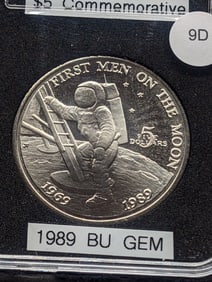 $5 Commemorative
9D
FIRST MEN ON THE MOON
5
DOLLARS
1969 1989
1989 BU GEM